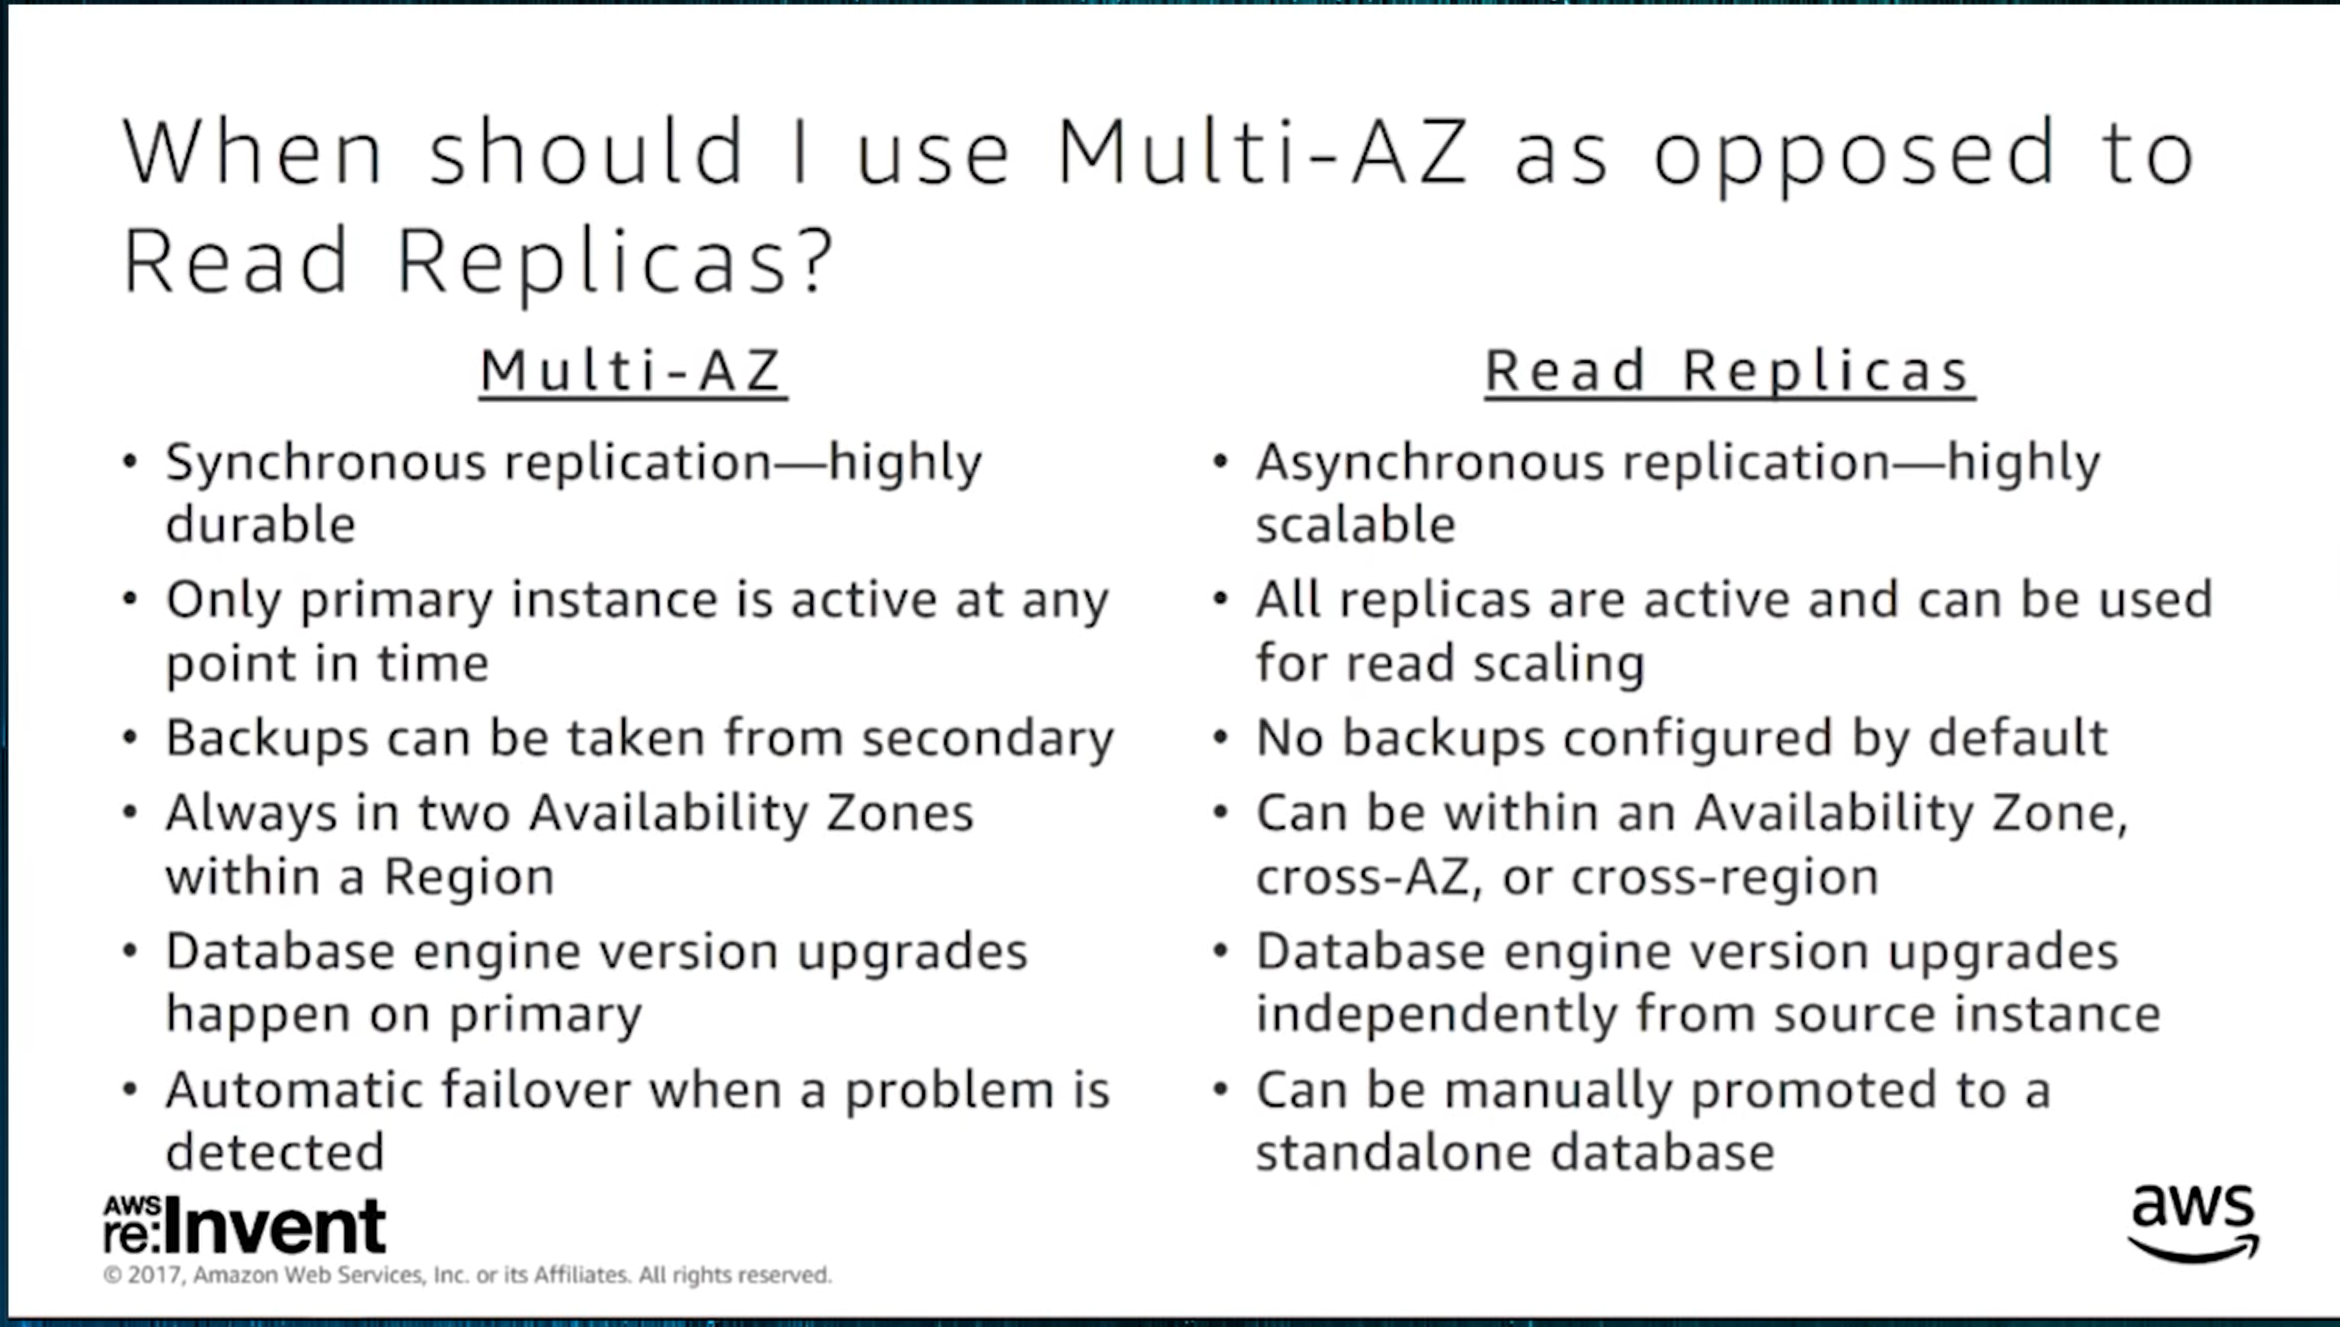 When should I use Multi-AZ as opposed to
Read Replicas?
Multi-AZ
• Synchronous replication—highly
durable
• Only primary instance is active at any
point in time
• Backups can be taken from secondary
• Always in two Availability Zones
within a Region
• Database engine version upgrades
happen on primary
• Automatic failover when a problem is
detected
Read Replicas
• Asynchronous replication—highly
scalable
• All replicas are active and can be used
for read scaling
• No backups configured by default
• Can be within an Availability Zone,
cross-AZ, or cross-region
• Database engine version upgrades
independently from source instance
• Can be manually promoted to a
standalone database
AWS
re:Invent
© 2017, Amazon Web Services, Inc. or its Affiliates. All rights reserved.
aws